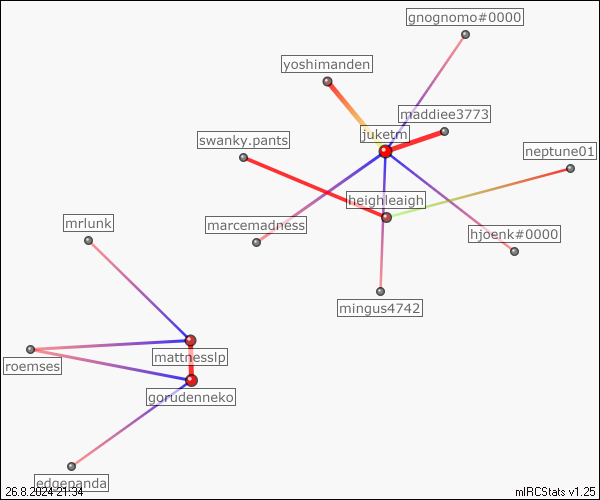 gnognomo#0000
yoshimanden
maddiee3773
juketm
swanky.pants
neptune01
heighleaigh
mrlunk
marcemadness
hjoenk#0000
mingus4742
mattnesslp
roemses
gorudenneko
edgepanda
26.8.2024 21:34
mIRCStats v1.25